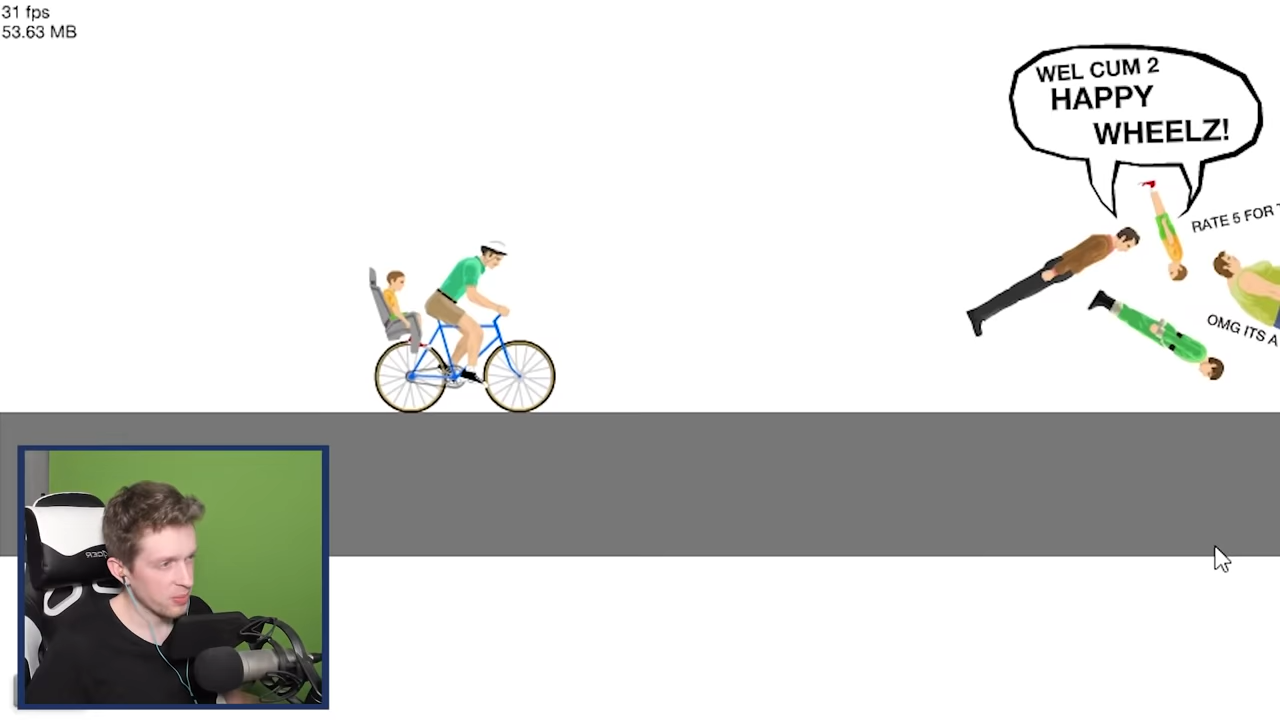 31 fps
53.63 MB
WEL CUM 2
HAPPY
WHEELZ!
RATE 5 FOR
OMG ITS A